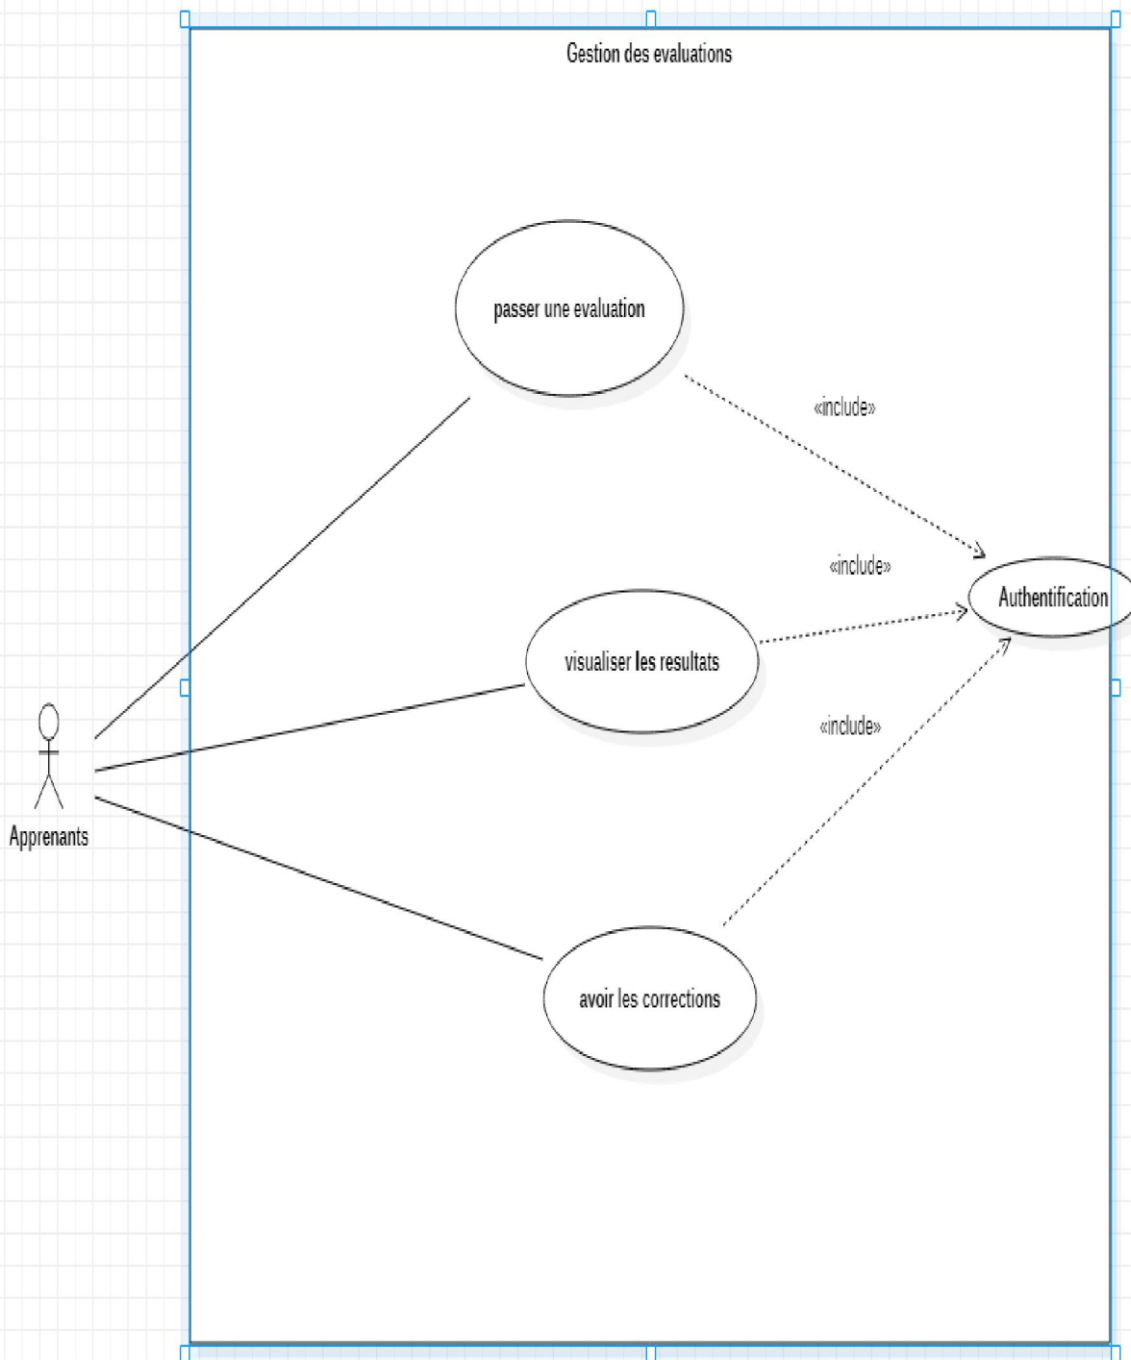 Gestion des evaluations
passer une evaluation
«include»
«include»
Authentification
visualiser les resultats
«include»
Apprenants
avoir les corrections